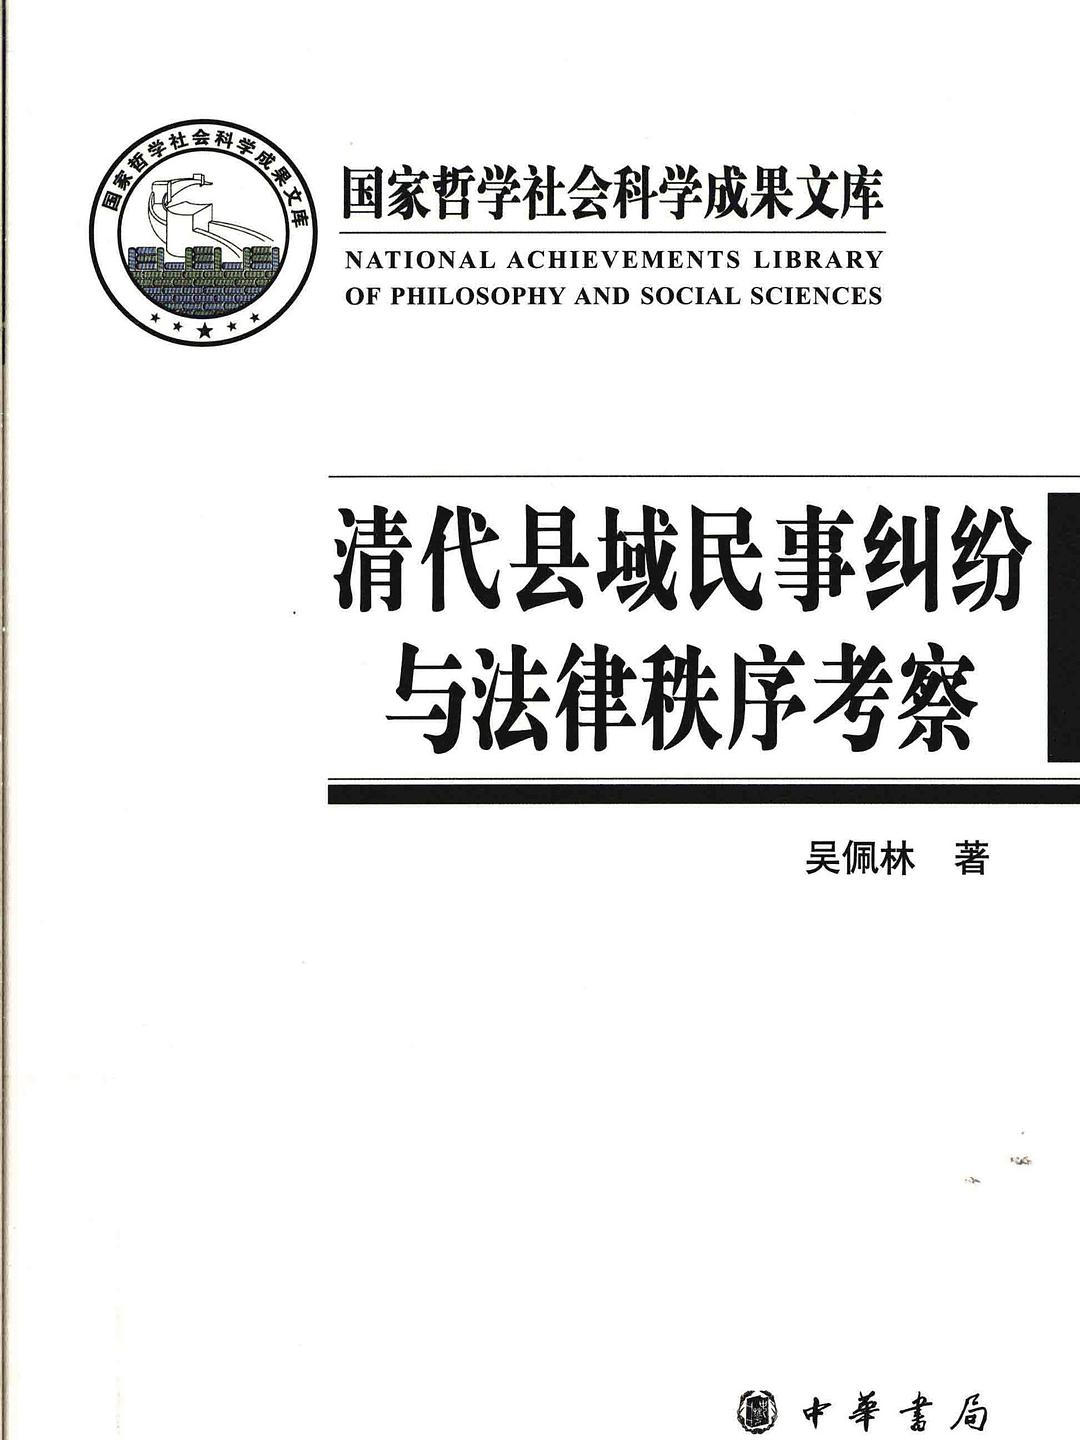 国家哲学社会科学成果文库
国家哲学社会科学成果文库
NATIONAL ACHIEVEMENTS LIBRARY
OF PHILOSOPHY AND SOCIAL SCIENCES
清代县域民事纠纷
与法律秩序考察
吴佩林 著
中華書局